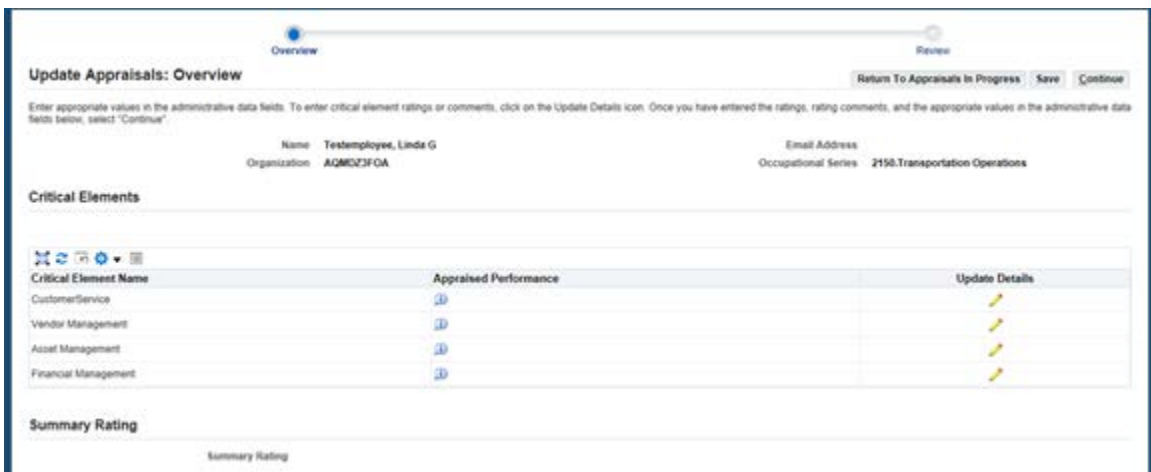 Overview
Review
Update Appraisals: Overview
Return To Appraisals In Progress
Save
Continue
Enter appropriate values in the administrative data fields. To enter critical element ratings or comments, click on the Update Details icon. Once you have entered the ratings, rating comments, and the appropriate values in the administrative data
fields below, select "Continue".
Name Testemployee, Linda G
Email Address
Organization AQMDZ3FOA
Occupational Series 2150.Transportation Operations
Critical Elements
Critical Element Name
Appraised Performance
Update Details
CustomerService
Vendor Management
Asset Management
Financial Management
Summary Rating
Summary Rating